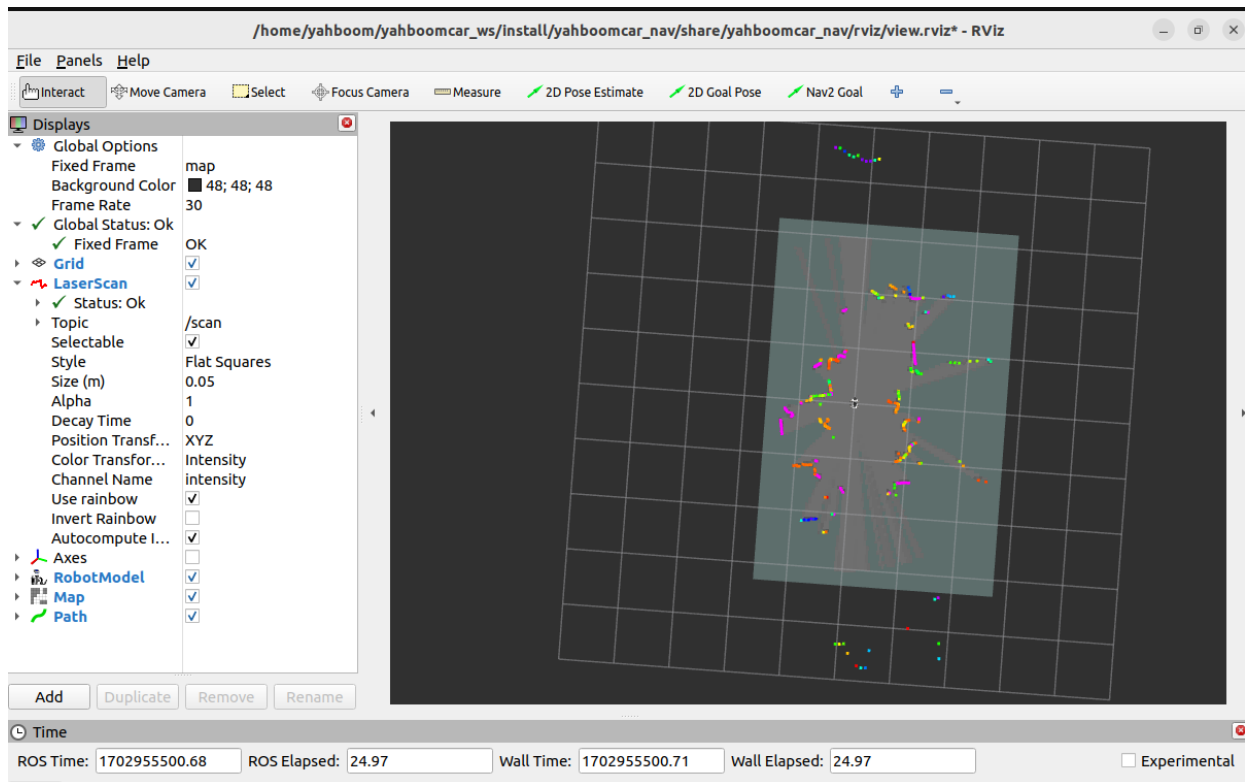 /home/yahboom/yahboomcar_ws/install/yahboomcar_nav/share/yahboomcar_nav/rviz/view.rviz* - RViz
File Panels Help
Interact Move Camera Select Focus Camera Measure 2D Pose Estimate 2D Goal Pose Nav2 Goal
Displays
Global Options
Fixed Frame map
Background Color 48; 48; 48
Frame Rate 30
Global Status: Ok
Fixed Frame OK
Grid
LaserScan
Status: Ok
Topic /scan
Selectable
Style Flat Squares
Size (m) 0.05
Alpha 1
Decay Time 0
Position Transf... XYZ
Color Transfor... Intensity
Channel Name intensity
Use rainbow
Invert Rainbow
Autocompute I...
Axes
RobotModel
Map
Path
Add Duplicate Remove Rename
Time
ROS Time: 1702955500.68 ROS Elapsed: 24.97 Wall Time: 1702955500.71 Wall Elapsed: 24.97 Experimental